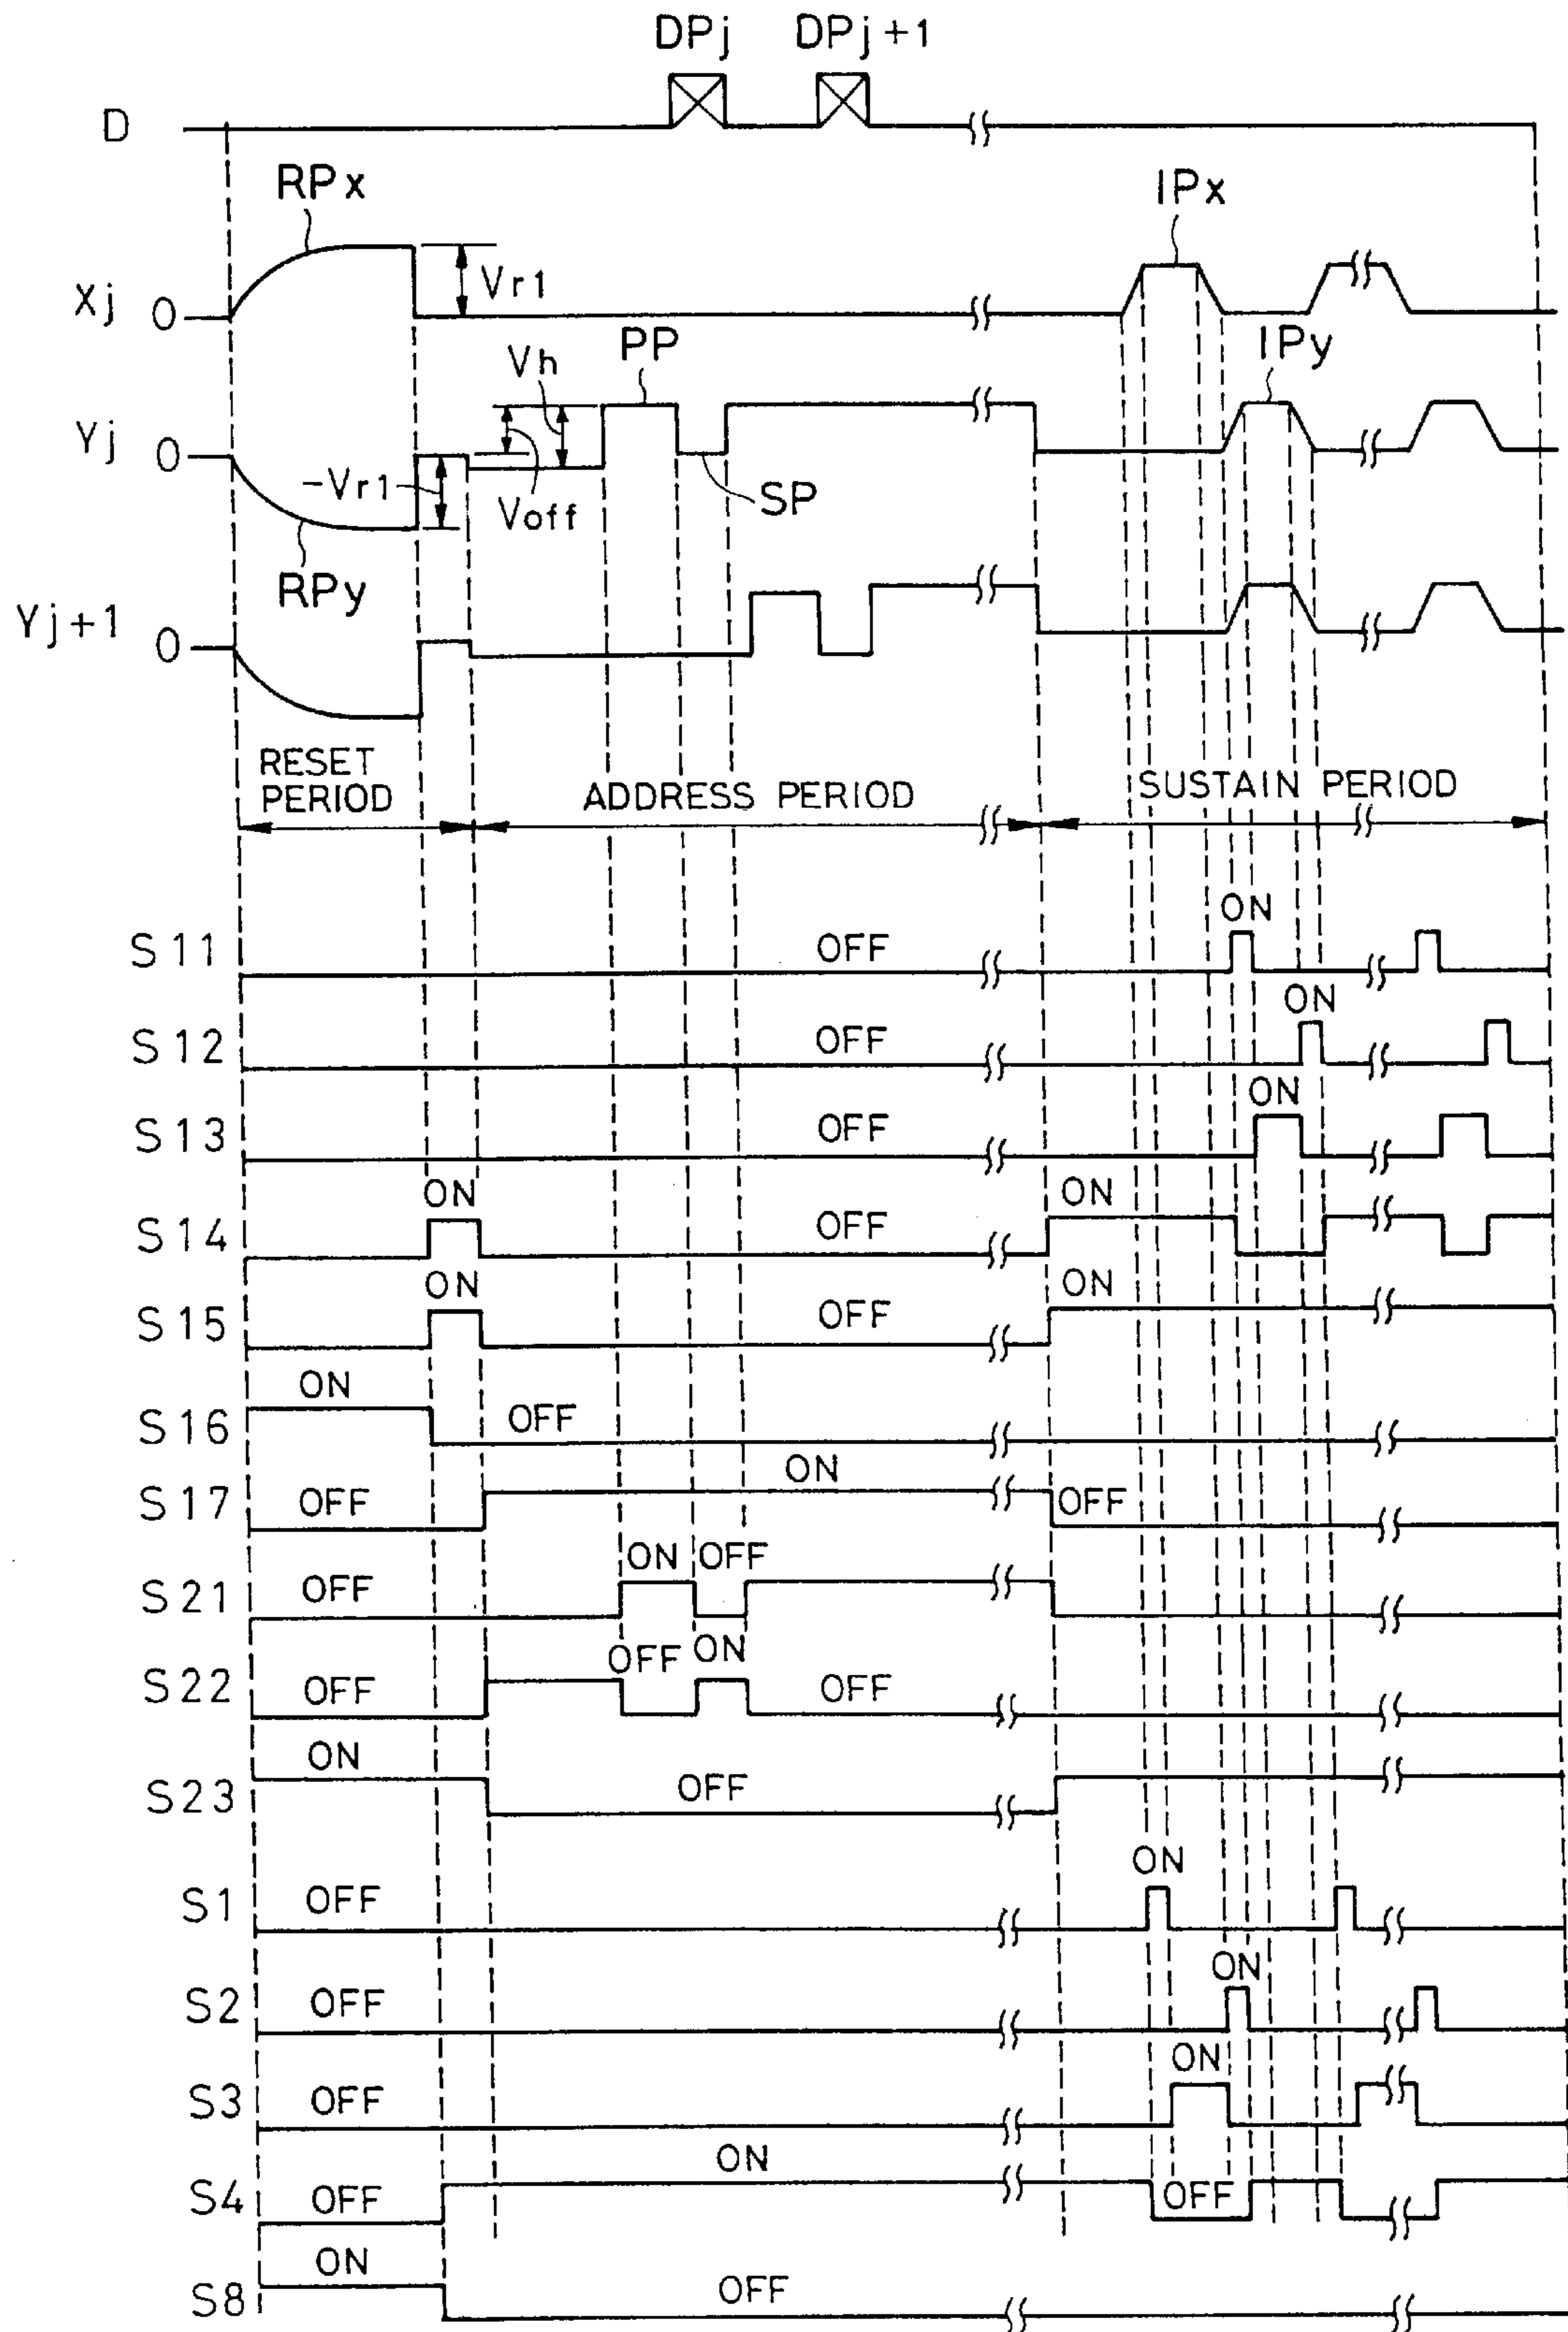 DPj DPj+1
D
RPx IPx
Xj 0 Vr1
PP IPy
Vh
Yj 0
-Vr1 Voff SP
RPy
Yj+1 0
RESET PERIOD ADDRESS PERIOD SUSTAIN PERIOD
ON
S11 OFF
ON
S12 OFF
ON
S13 OFF
ON ON
S14 OFF
ON ON
S15 OFF
ON
S16 OFF
ON
S17 OFF OFF
ON OFF
S21 OFF
OFF ON
S22 OFF OFF
ON
S23 OFF
ON
S1 OFF
ON
S2 OFF
ON
S3 OFF
ON
S4 OFF OFF
ON
S8 OFF